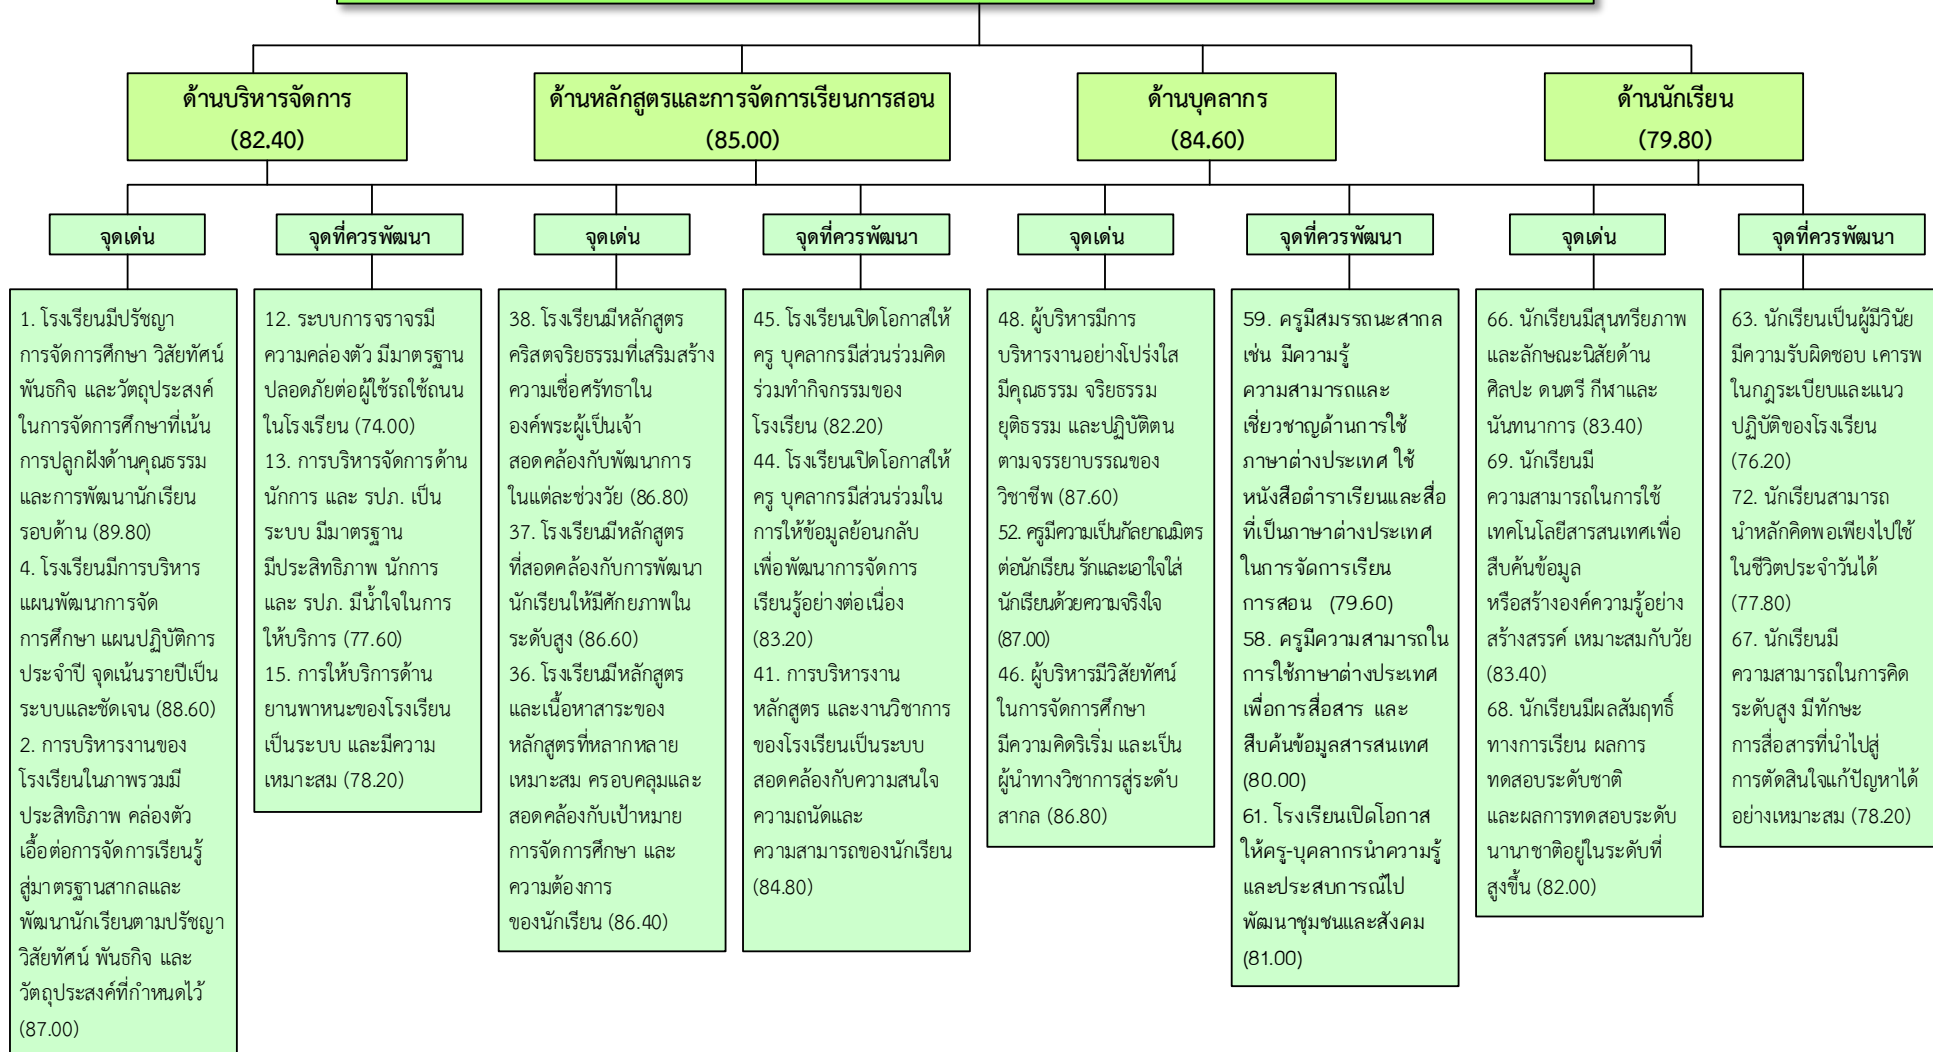 ด้านบริหารจัดการ
(82.40)
ด้านหลักสูตรและการจัดการเรียนการสอน
(85.00)
ด้านบุคลากร
(84.60)
ด้านนักเรียน
(79.80)
จุดเด่น
จุดที่ควรพัฒนา
จุดเด่น
จุดที่ควรพัฒนา
จุดเด่น
จุดที่ควรพัฒนา
จุดเด่น
จุดที่ควรพัฒนา
1. โรงเรียนมีปรัชญา
การจัดการศึกษา วิสัยทัศน์
พันธกิจ และวัตถุประสงค์
ในการจัดการศึกษาที่เน้น
การปลูกฝังด้านคุณธรรม
และการพัฒนานักเรียน
รอบด้าน (89.80)
4. โรงเรียนมีการบริหาร
แผนพัฒนาการจัด
การศึกษา แผนปฏิบัติการ
ประจำปี จุดเน้นรายปีเป็น
ระบบและชัดเจน (88.60)
2. การบริหารงานของ
โรงเรียนในภาพรวมมี
ประสิทธิภาพ คล่องตัว
เอื้อต่อการจัดการเรียนรู้
สู่มาตรฐานสากลและ
พัฒนานักเรียนตามปรัชญา
วิสัยทัศน์ พันธกิจ และ
วัตถุประสงค์ที่กำหนดไว้
(87.00)
12. ระบบการจราจรมี
ความคล่องตัว มีมาตรฐาน
ปลอดภัยต่อผู้ใช้รถใช้ถนน
ในโรงเรียน (74.00)
13. การบริหารจัดการด้าน
นักการ และ รปภ. เป็น
ระบบ มีมาตรฐาน
มีประสิทธิภาพ นักการ
และ รปภ. มีน้ำใจในการ
ให้บริการ (77.60)
15. การให้บริการด้าน
ยานพาหนะของโรงเรียน
เป็นระบบ และมีความ
เหมาะสม (78.20)
38. โรงเรียนมีหลักสูตร
คริสตจริยธรรมที่เสริมสร้าง
ความเชื่อศรัทธาใน
องค์พระผู้เป็นเจ้า
สอดคล้องกับพัฒนาการ
ในแต่ละช่วงวัย (86.80)
37. โรงเรียนมีหลักสูตร
ที่สอดคล้องกับการพัฒนา
นักเรียนให้มีศักยภาพใน
ระดับสูง (86.60)
36. โรงเรียนมีหลักสูตร
และเนื้อหาสาระของ
หลักสูตรที่หลากหลาย
เหมาะสม ครอบคลุมและ
สอดคล้องกับเป้าหมาย
การจัดการศึกษา และ
ความต้องการ
ของนักเรียน (86.40)
45. โรงเรียนเปิดโอกาสให้
ครู บุคลากรมีส่วนร่วมคิด
ร่วมทำกิจกรรมของ
โรงเรียน (82.20)
44. โรงเรียนเปิดโอกาสให้
ครู บุคลากรมีส่วนร่วมใน
การให้ข้อมูลย้อนกลับ
เพื่อพัฒนาการจัดการ
เรียนรู้อย่างต่อเนื่อง
(83.20)
41. การบริหารงาน
หลักสูตร และงานวิชาการ
ของโรงเรียนเป็นระบบ
สอดคล้องกับความสนใจ
ความถนัดและ
ความสามารถของนักเรียน
(84.80)
48. ผู้บริหารมีการ
บริหารงานอย่างโปร่งใส
มีคุณธรรม จริยธรรม
ยุติธรรม และปฏิบัติตน
ตามจรรยาบรรณของ
วิชาชีพ (87.60)
52. ครูมีความเป็นกัลยาณมิตร
ต่อนักเรียน รักและเอาใจใส่
นักเรียนด้วยความจริงใจ
(87.00)
46. ผู้บริหารมีวิสัยทัศน์
ในการจัดการศึกษา
มีความคิดริเริ่ม และเป็น
ผู้นำทางวิชาการสู่ระดับ
สากล (86.80)
59. ครูมีสมรรถนะสากล
เช่น มีความรู้
ความสามารถและ
เชี่ยวชาญด้านการใช้
ภาษาต่างประเทศ ใช้
หนังสือตำราเรียนและสื่อ
ที่เป็นภาษาต่างประเทศ
ในการจัดการเรียน
การสอน (79.60)
58. ครูมีความสามารถใน
การใช้ภาษาต่างประเทศ
เพื่อการสื่อสาร และ
สืบค้นข้อมูลสารสนเทศ
(80.00)
61. โรงเรียนเปิดโอกาส
ให้ครู-บุคลากรนำความรู้
และประสบการณ์ไป
พัฒนาชุมชนและสังคม
(81.00)
66. นักเรียนมีสุนทรียภาพ
และลักษณะนิสัยด้าน
ศิลปะ ดนตรี กีฬาและ
นันทนาการ (83.40)
69. นักเรียนมี
ความสามารถในการใช้
เทคโนโลยีสารสนเทศเพื่อ
สืบค้นข้อมูล
หรือสร้างองค์ความรู้อย่าง
สร้างสรรค์ เหมาะสมกับวัย
(83.40)
68. นักเรียนมีผลสัมฤทธิ์
ทางการเรียน ผลการ
ทดสอบระดับชาติ
และผลการทดสอบระดับ
นานาชาติอยู่ในระดับที่
สูงขึ้น (82.00)
63. นักเรียนเป็นผู้มีวินัย
มีความรับผิดชอบ เคารพ
ในกฎระเบียบและแนว
ปฏิบัติของโรงเรียน
(76.20)
72. นักเรียนสามารถ
นำหลักคิดพอเพียงไปใช้
ในชีวิตประจำวันได้
(77.80)
67. นักเรียนมี
ความสามารถในการคิด
ระดับสูง มีทักษะ
การสื่อสารที่นำไปสู่
การตัดสินใจแก้ปัญหาได้
อย่างเหมาะสม (78.20)